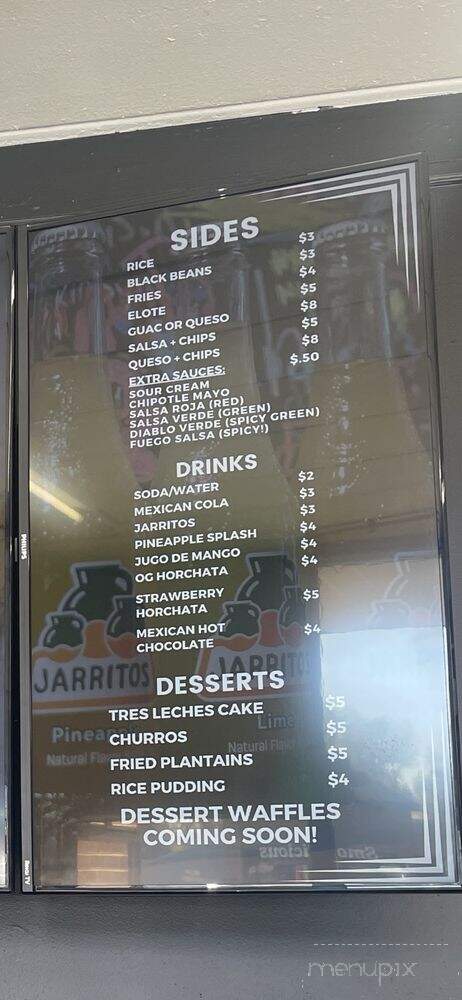 SIDES
RICE $3
BLACK BEANS $3
FRIES $4
ELOTE $5
GUAC OR QUESO $8
SALSA + CHIPS $5
QUESO + CHIPS $8
EXTRA SAUCES: $.50
SOUR CREAM
CHIPOTLE MAYO
SALSA ROJA (RED)
SALSA VERDE (GREEN)
DIABLO VERDE (SPICY GREEN)
FUEGO SALSA (SPICY!)
DRINKS
SODA/WATER $2
MEXICAN COLA $3
JARRITOS $3
PINEAPPLE SPLASH $4
JUGO DE MANGO $4
OG HORCHATA $4
STRAWBERRY $5
HORCHATA
MEXICAN HOT $4
CHOCOLATE
JARRITOS JARRITOS
DESSERTS
TRES LECHES CAKE $5
CHURROS $5
FRIED PLANTAINS $5
RICE PUDDING $4
Lime
Natural
Natural
DESSERT WAFFLES
COMING SOON!
PHILIPS
menupix